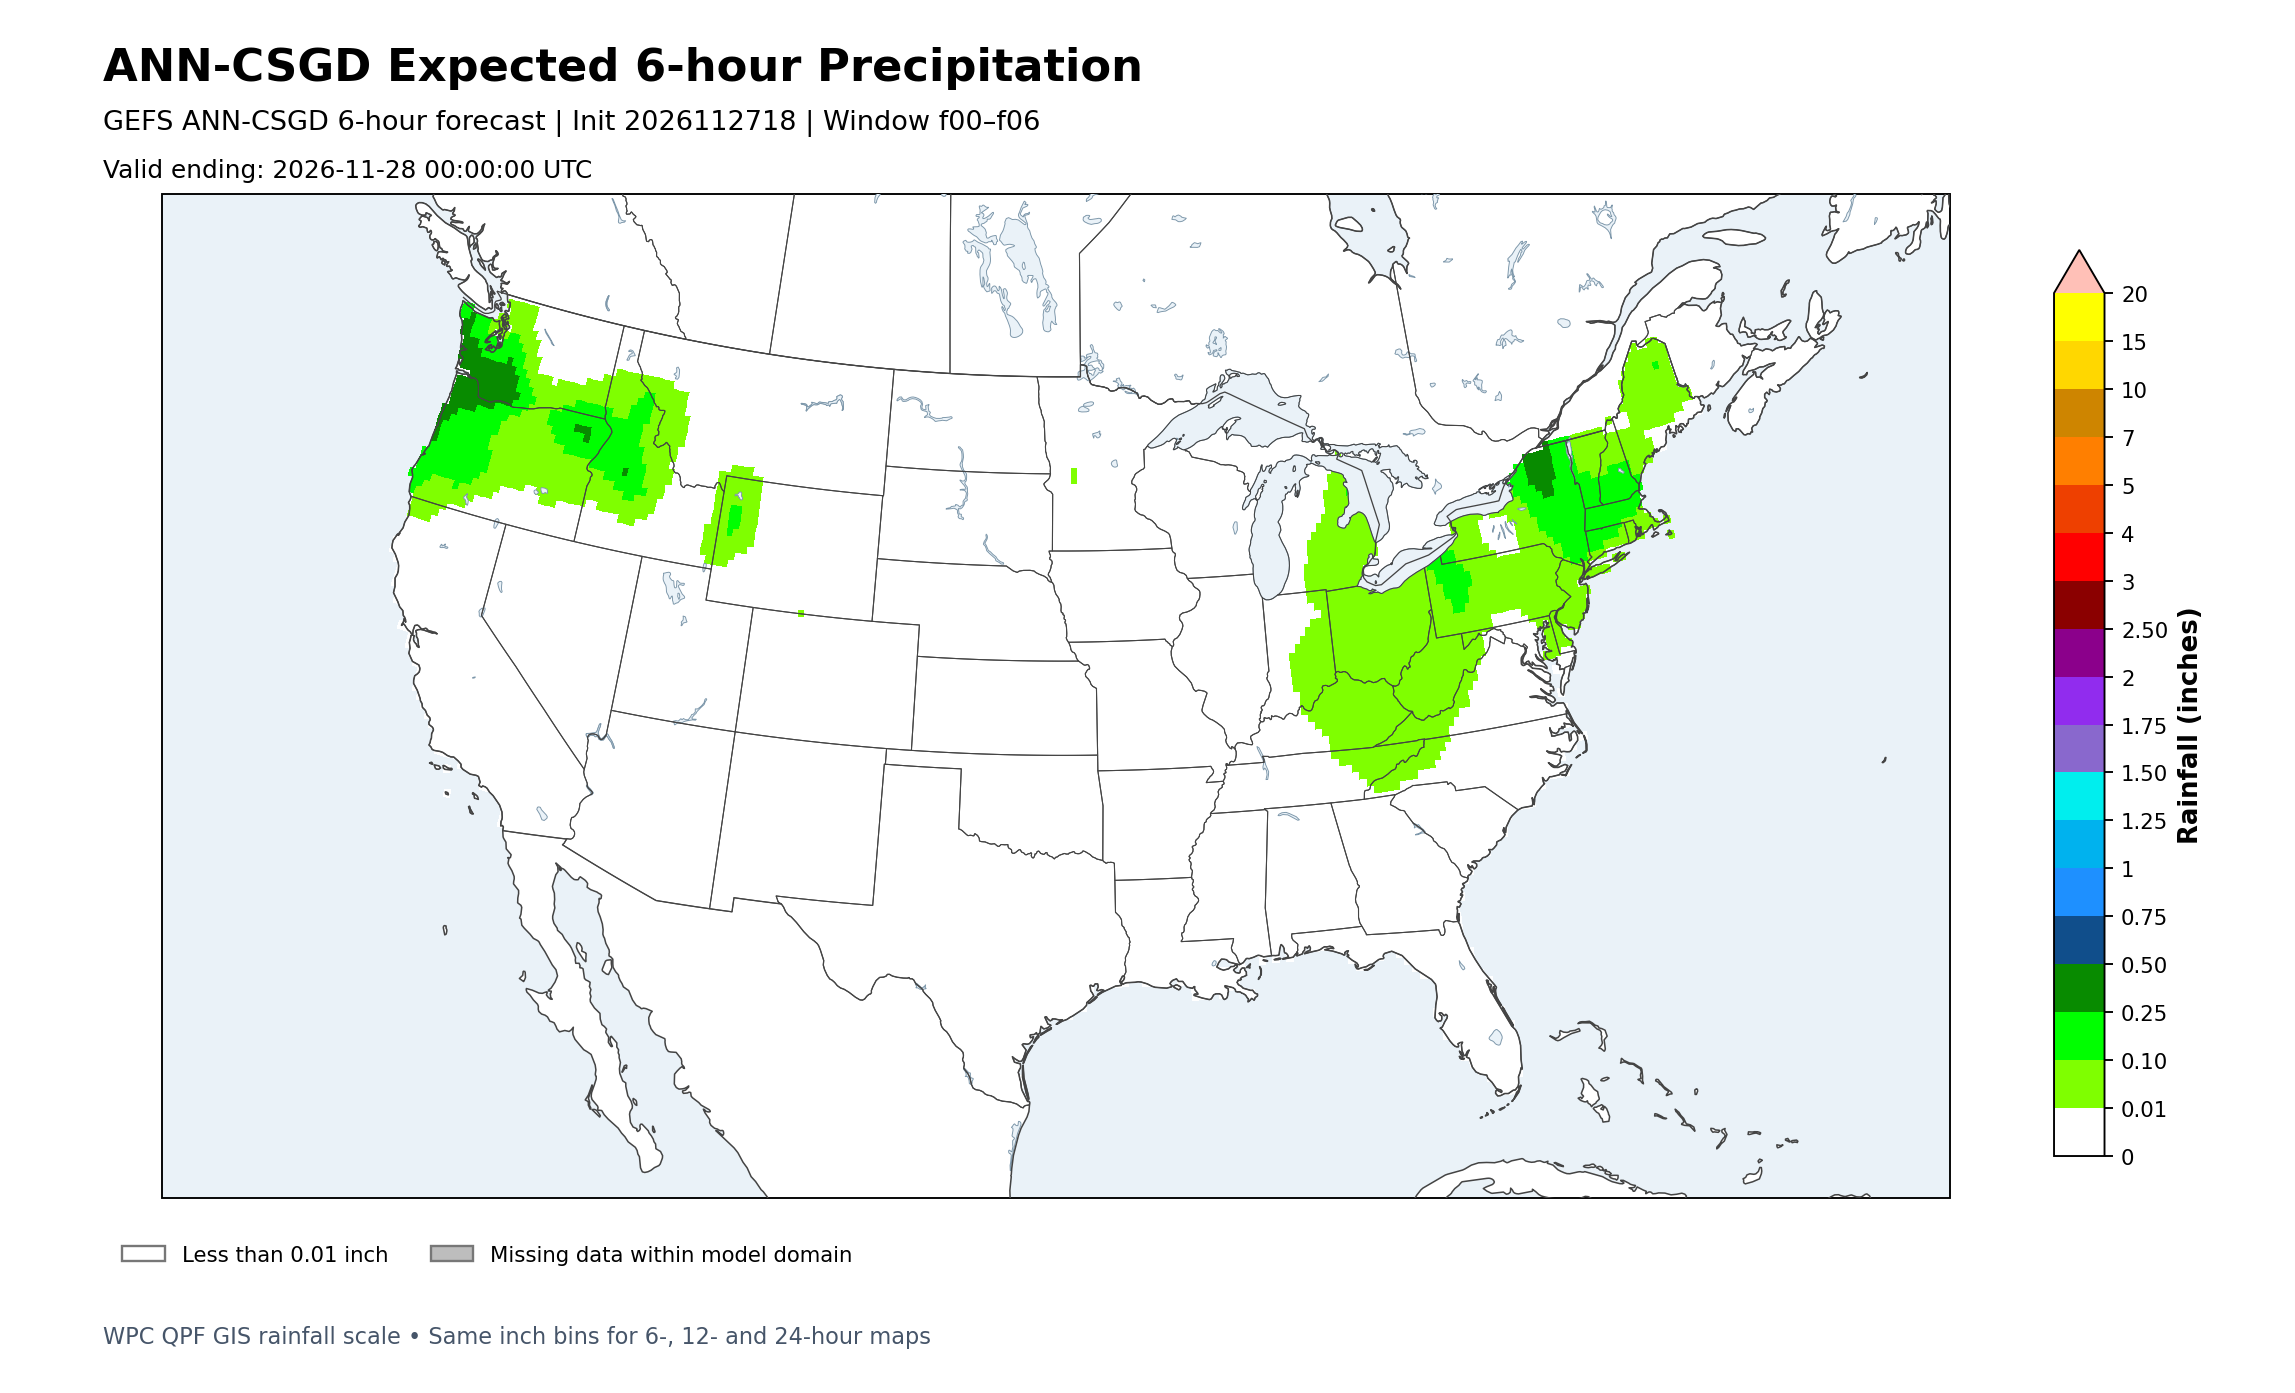 ANN-CSGD Expected 6-hour Precipitation
GEFS ANN-CSGD 6-hour forecast | Init 2026112718 | Window f00–f06
Valid ending: 2026-11-28 00:00:00 UTC
20
15
10
7
5
4
3
2.50
2
1.75
1.50
1.25
1
0.75
0.50
0.25
0.10
0.01
0
Rainfall (inches)
Less than 0.01 inch
Missing data within model domain
WPC QPF GIS rainfall scale • Same inch bins for 6-, 12- and 24-hour maps